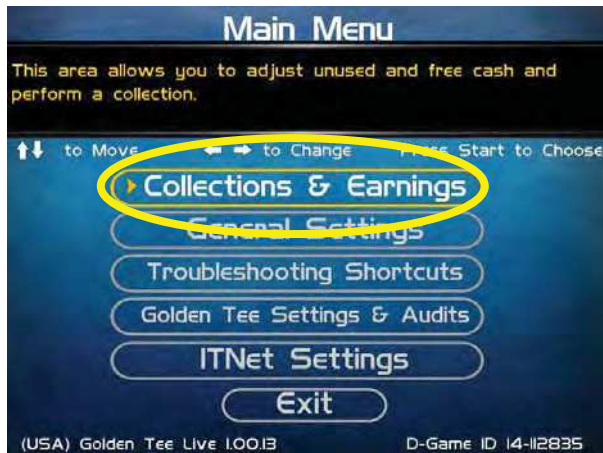 Main Menu
This area allows you to adjust unused and free cash and
perform a collection.
to Move to Change Press Start to Choose
Collections & Earnings
General Settings
Troubleshooting Shortcuts
Golden Tee Settings & Audits
ITNet Settings
Exit
(USA) Golden Tee Live 1.00.13 D-Game ID 14-112835